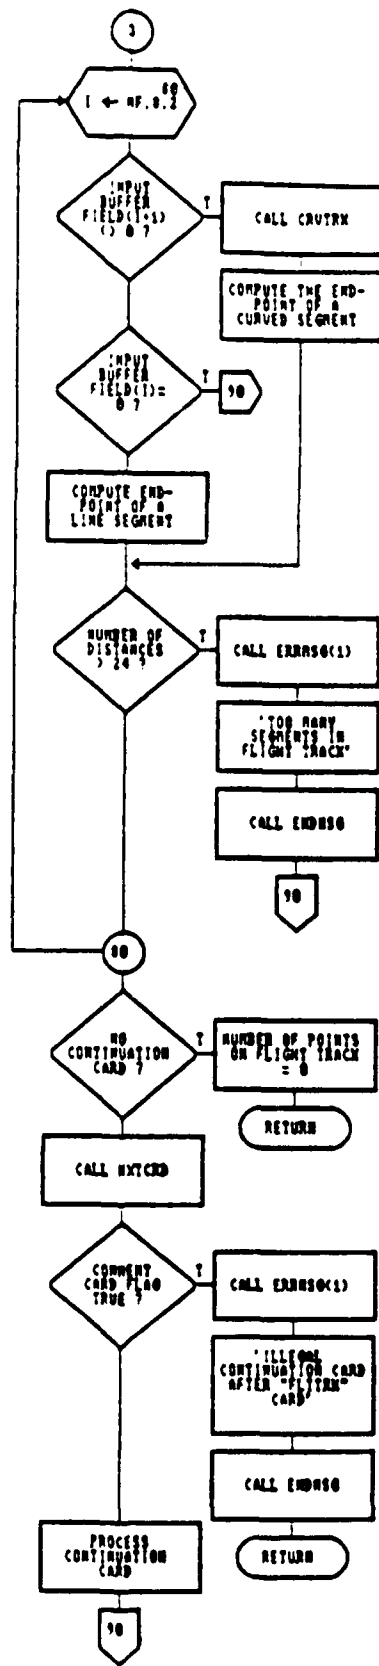 3
80
I ← NF,8,2
INPUT
BUFFER
FIELD(I+1)
<> 0 ?
T
CALL CRVTRK
COMPUTE THE END-
POINT OF A
CURVED SEGMENT
INPUT
BUFFER
FIELD(I)=
0 ?
T
90
COMPUTE END-
POINT OF A
LINE SEGMENT
NUMBER OF
DISTANCES
> 24 ?
T
CALL ERRMSG(1)
'TOO MANY
SEGMENTS IN
FLIGHT TRACK'
CALL ENDMSG
90
80
NO
CONTINUATION
CARD ?
T
NUMBER OF POINTS
ON FLIGHT TRACK
= 0
RETURN
CALL NXTCRD
COMMENT
CARD FLAG
TRUE ?
T
CALL ERRMSG(1)
'ILLEGAL
CONTINUATION CARD
AFTER "FLTTRK"
CARD'
CALL ENDMSG
RETURN
PROCESS
CONTINUATION
CARD
90